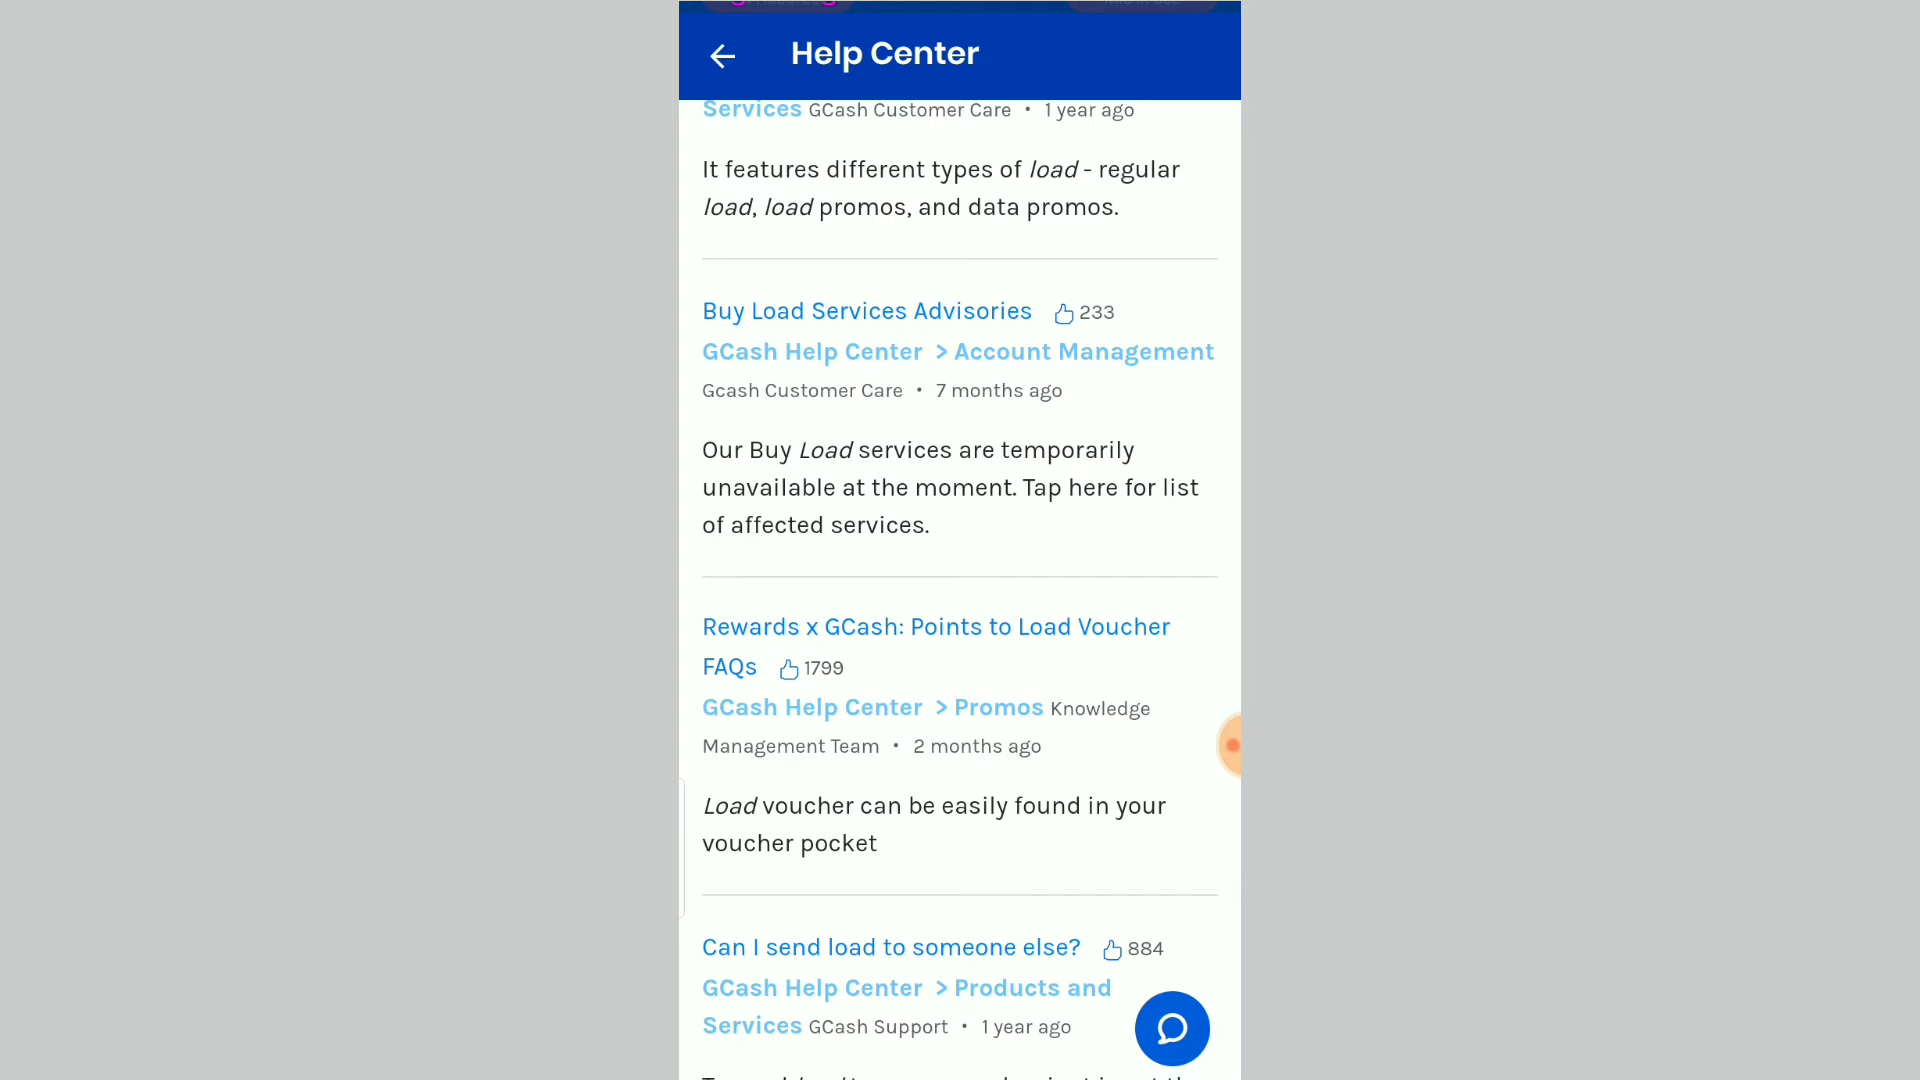 Help Center
Services GCash Customer Care • 1 year ago
It features different types of load - regular
load, load promos, and data promos.
Buy Load Services Advisories 233
GCash Help Center > Account Management
Gcash Customer Care • 7 months ago
Our Buy Load services are temporarily
unavailable at the moment. Tap here for list
of affected services.
Rewards x GCash: Points to Load Voucher
FAQs 1799
GCash Help Center > Promos Knowledge
Management Team • 2 months ago
Load voucher can be easily found in your
voucher pocket
Can I send load to someone else? 884
GCash Help Center > Products and
Services GCash Support • 1 year ago